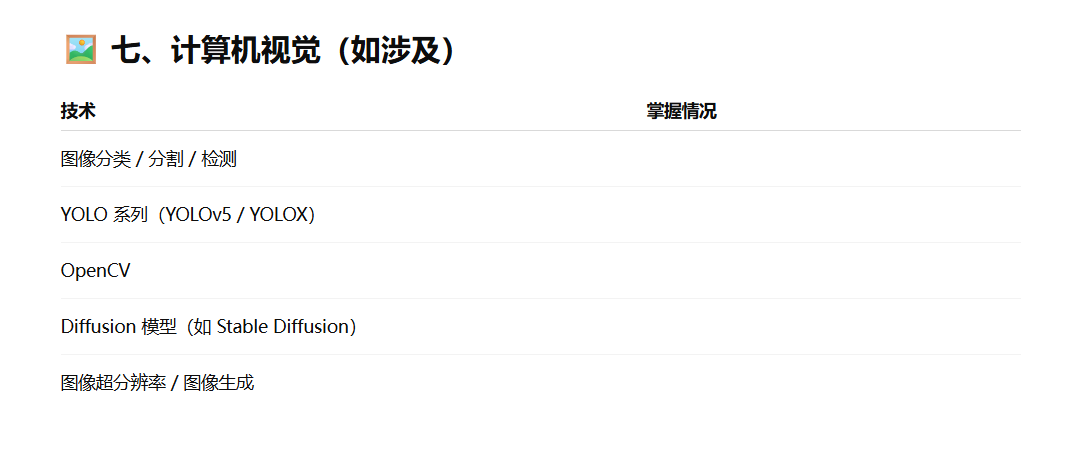 七、计算机视觉（如涉及）
技术 掌握情况
图像分类 / 分割 / 检测
YOLO 系列（YOLOv5 / YOLOX）
OpenCV
Diffusion 模型（如 Stable Diffusion）
图像超分辨率 / 图像生成